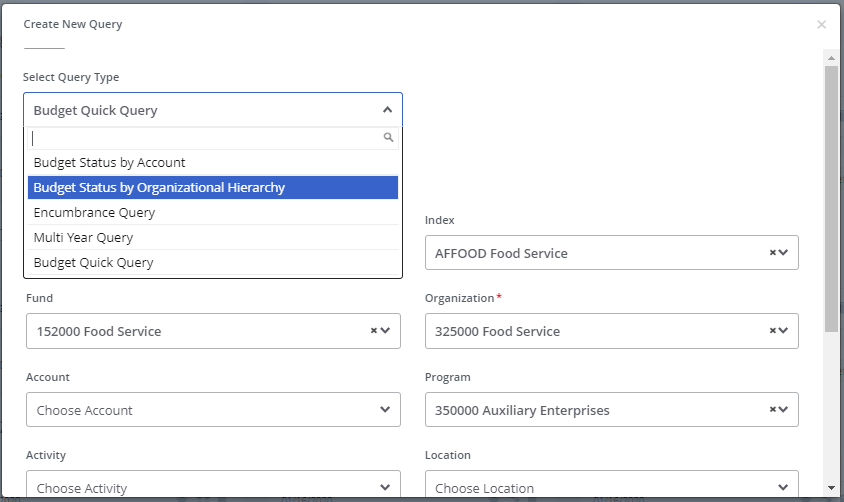 Create New Query
Select Query Type
Budget Quick Query
Budget Status by Account
Budget Status by Organizational Hierarchy
Encumbrance Query
Multi Year Query
Budget Quick Query
Index
AFFOOD Food Service
Fund
Organization*
152000 Food Service
325000 Food Service
Account
Program
Choose Account
350000 Auxiliary Enterprises
Activity
Location
Choose Activity
Choose Location